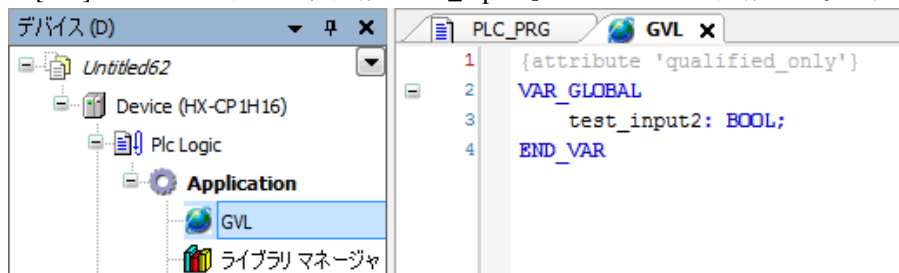 デバイス (D)
Untitled62
Device (HX-CP1H16)
Plc Logic
Application
GVL
ライブラリ マネージャ
PLC_PRG
GVL
1 {attribute 'qualified_only'}
2 VAR_GLOBAL
3 test_input2: BOOL;
4 END_VAR